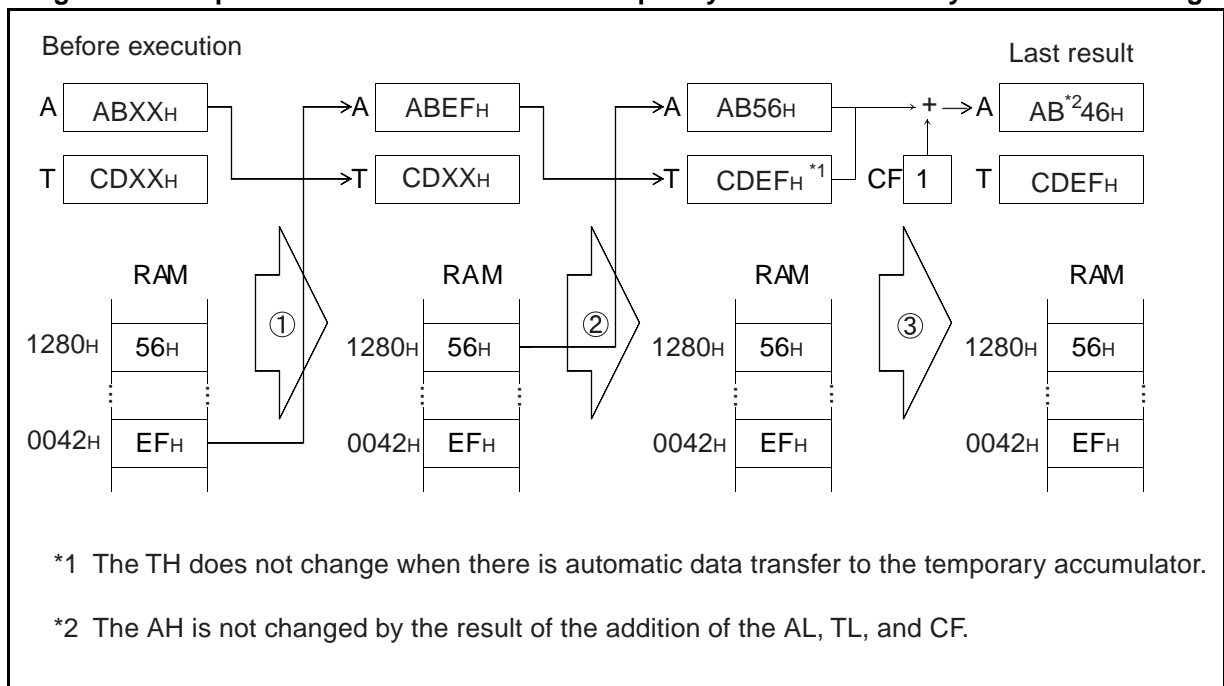 Before execution
Last result
A ABXXH A ABEFH A AB56H + A AB*246H
T CDXXH T CDXXH T CDEFH *1 CF 1 T CDEFH
RAM RAM RAM RAM
① ② ③
1280H 56H 1280H 56H 1280H 56H 1280H 56H
0042H EFH 0042H EFH 0042H EFH 0042H EFH
*1 The TH does not change when there is automatic data transfer to the temporary accumulator.
*2 The AH is not changed by the result of the addition of the AL, TL, and CF.